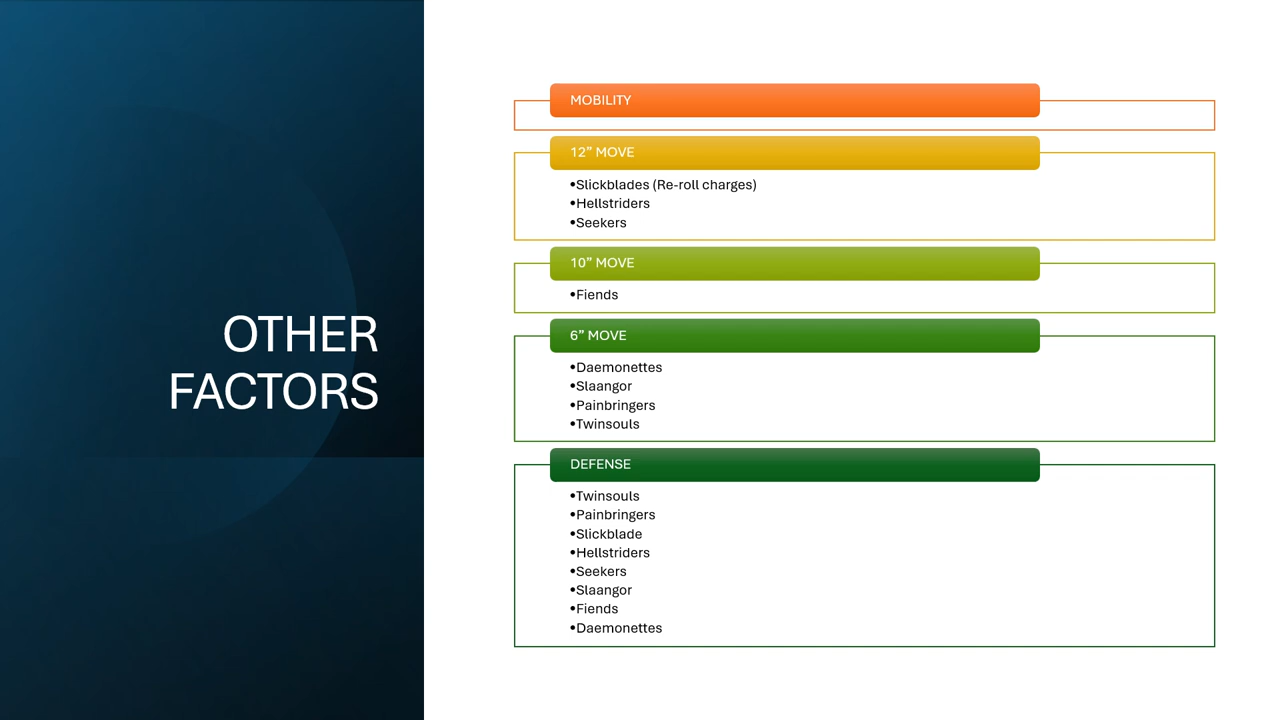 OTHER
FACTORS
MOBILITY
12” MOVE
•Slickblades (Re-roll charges)
•Hellstriders
•Seekers
10” MOVE
•Fiends
6” MOVE
•Daemonettes
•Slaangor
•Painbringers
•Twinsouls
DEFENSE
•Twinsouls
•Painbringers
•Slickblade
•Hellstriders
•Seekers
•Slaangor
•Fiends
•Daemonettes